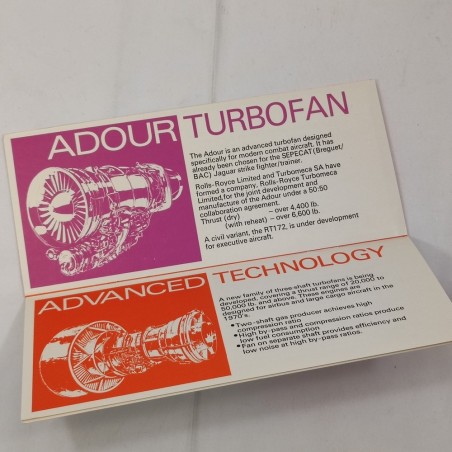 ADOUR TURBOFAN
The Adour is an advanced turbofan designed
specifically for modern combat aircraft. It has
already been chosen for the SEPECAT (Breguet/
BAC) Jaguar strike fighter/trainer.
Rolls-Royce Limited and Turbomeca SA have
formed a company, Rolls-Royce Turbomeca
Limited, for the joint development and
manufacture of the Adour under a 50:50
collaboration agreement.
Thrust (dry) – over 4,400 lb.
(with reheat) – over 6,600 lb.
A civil variant, the RT172, is under development
for executive aircraft.
ADVANCED TECHNOLOGY
A new family of three-shaft turbofans is being
developed, covering a thrust range of 20,000 to
50,000 lb. and above. These engines are
designed for airbus and large cargo aircraft in the
1970's.
•Two-shaft gas producer achieves high
compression ratio
•High by-pass and compression ratios produce
low fuel consumption
•Fan on separate shaft provides efficiency and
low noise at high by-pass ratios.